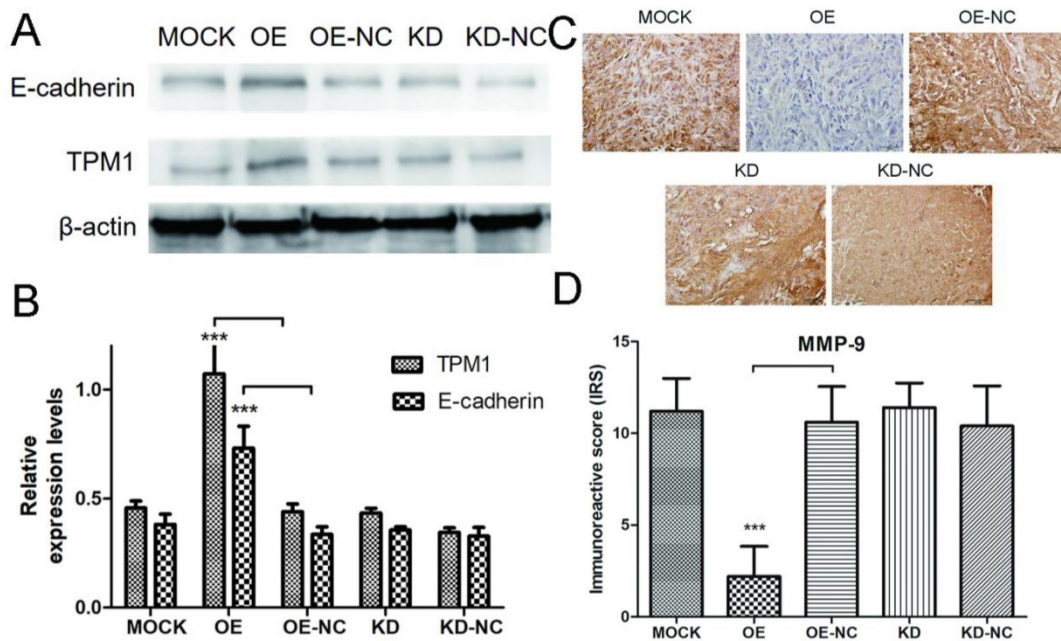 A
MOCK OE OE-NC KD KD-NC
E-cadherin
TPM1
β-actin
B
Relative
expression levels
1.0
0.5
0.0
***
***
TPM1
E-cadherin
MOCK OE OE-NC KD KD-NC
C
MOCK OE OE-NC
KD KD-NC
D
MMP-9
Immunoreactive score (IRS)
15
10
5
0
***
MOCK OE OE-NC KD KD-NC